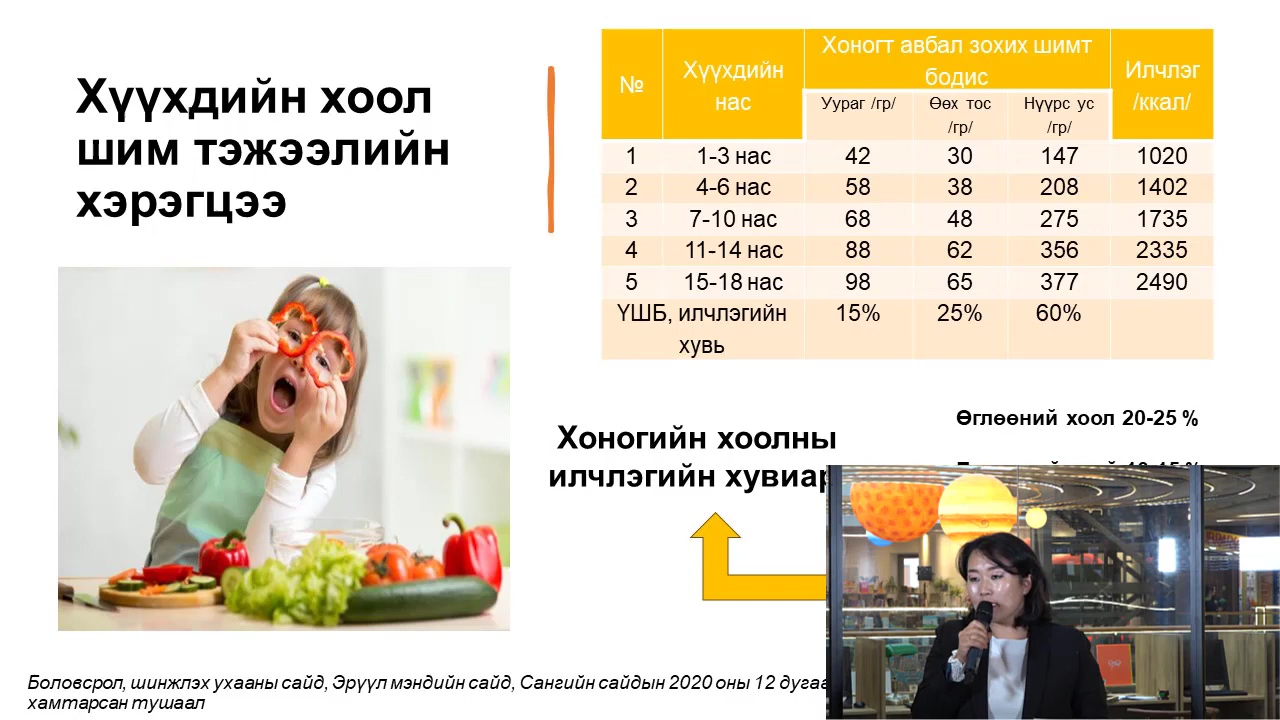 Хүүхдийн хоол
шим тэжээлийн
хэрэгцээ
№
Хүүхдийн
нас
Хоногт авбал зохих шимт
бодис
Илчлэг
/ккал/
Уураг /гр/
Өөх тос
/гр/
Нүүрс ус
/гр/
1 1-3 нас 42 30 147 1020
2 4-6 нас 58 38 208 1402
3 7-10 нас 68 48 275 1735
4 11-14 нас 88 62 356 2335
5 15-18 нас 98 65 377 2490
ҮШБ, илчлэгийн
хувь
15% 25% 60%
Өглөөний хоол 20-25 %
Хоногийн хоолны
илчлэгийн
Боловсрол, шинжлэх ухааны сайд, Эрүүл мэндийн сайд, Сангийн сайдын 2020 оны 12
хамтарсан тушаал